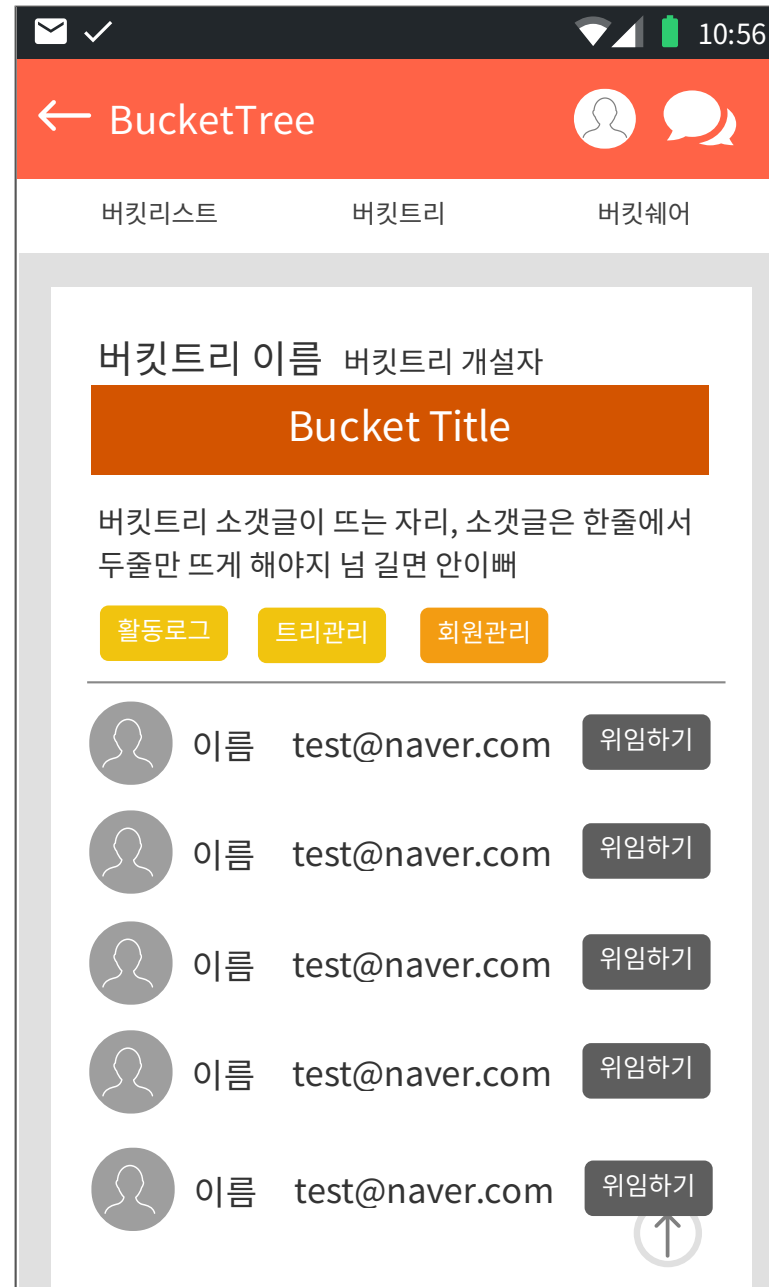 10:56
BucketTree
버킷리스트 버킷트리 버킷쉐어
버킷트리 이름 버킷트리 개설자
Bucket Title
버킷트리 소갯글이 뜨는 자리, 소갯글은 한줄에서
두줄만 뜨게 해야지 넘 길면 안이뻐
활동로그 트리관리 회원관리
이름 test@naver.com 위임하기
이름 test@naver.com 위임하기
이름 test@naver.com 위임하기
이름 test@naver.com 위임하기
이름 test@naver.com 위임하기